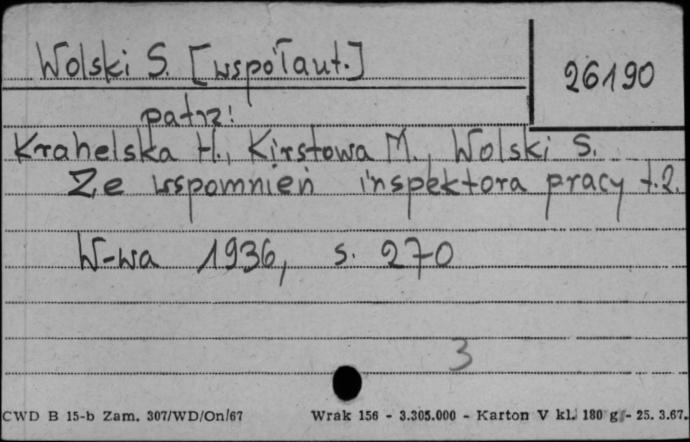 Wolski S. [współaut.]
26190
patrz:
Krahelska H., Kirstowa M., Wolski S.
Ze wspomnień inspektora pracy t.2.
W-wa 1936, s. 270
3
CWD B 15-b Zam. 307/WD/On/67 Wrak 156 - 3.305.000 - Karton V kl. 180 g - 25. 3.67.